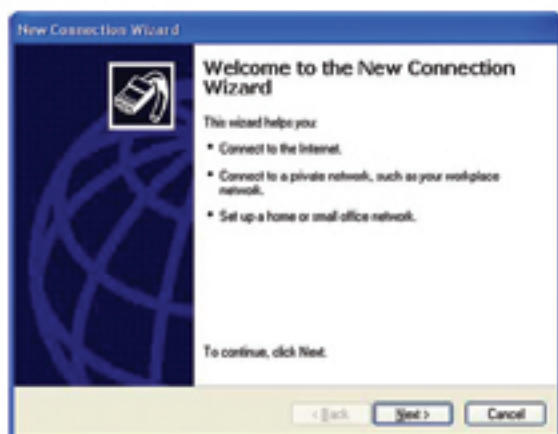 New Connection Wizard
Welcome to the New Connection
Wizard
This wizard helps you:
• Connect to the Internet.
• Connect to a private network, such as your workplace
network.
• Set up a home or small office network.
To continue, click Next.
< Back
Next >
Cancel